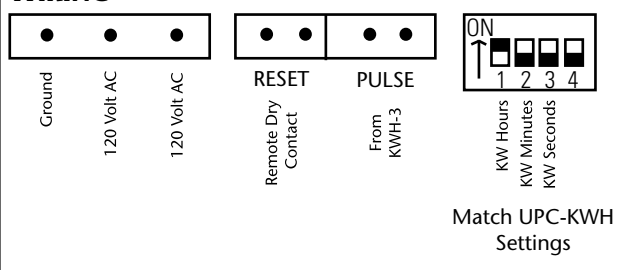 ON
1 2 3 4
RESET
PULSE
Ground
120 Volt AC
120 Volt AC
Remote Dry
Contact
From
KWH-3
KW Hours
KW Minutes
KW Seconds
Match UPC-KWH
Settings